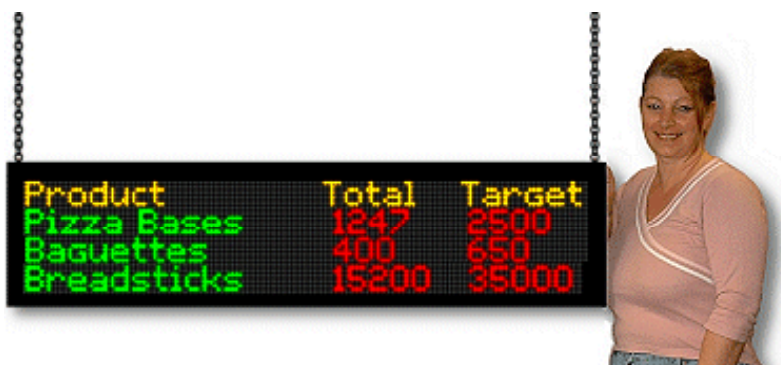 Product Total Target
Pizza Bases 1247 2500
Baguettes 400 650
Breadsticks 15200 35000